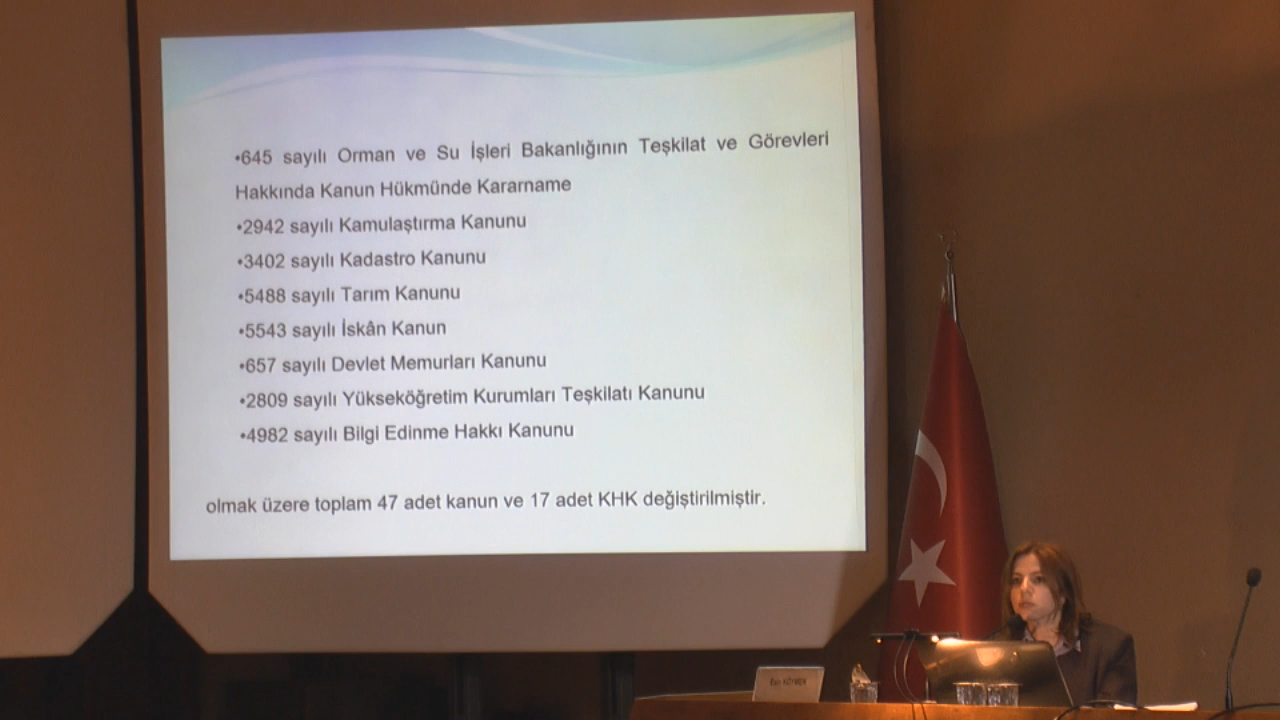 •645 sayılı Orman ve Su İşleri Bakanlığının Teşkilat ve Görevleri
Hakkında Kanun Hükmünde Kararname
•2942 sayılı Kamulaştırma Kanunu
•3402 sayılı Kadastro Kanunu
•5488 sayılı Tarım Kanunu
•5543 sayılı İskân Kanun
•657 sayılı Devlet Memurları Kanunu
•2809 sayılı Yükseköğretim Kurumları Teşkilatı Kanunu
•4982 sayılı Bilgi Edinme Hakkı Kanunu
olmak üzere toplam 47 adet kanun ve 17 adet KHK değiştirilmiştir.